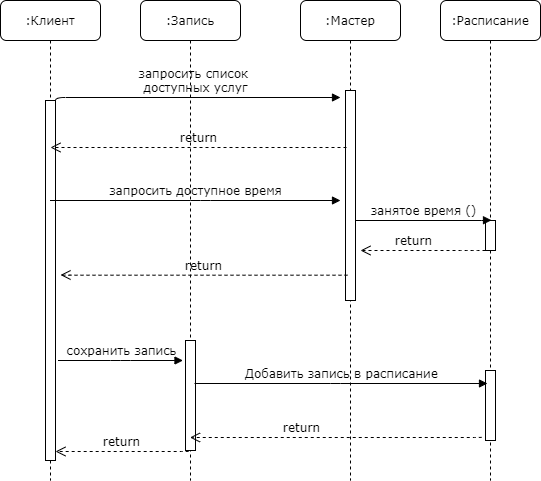 :Клиент
:Запись
:Мастер
:Расписание
запросить список
доступных услуг
return
запросить доступное время
занятое время ()
return
return
сохранить запись
Добавить запись в расписание
return
return